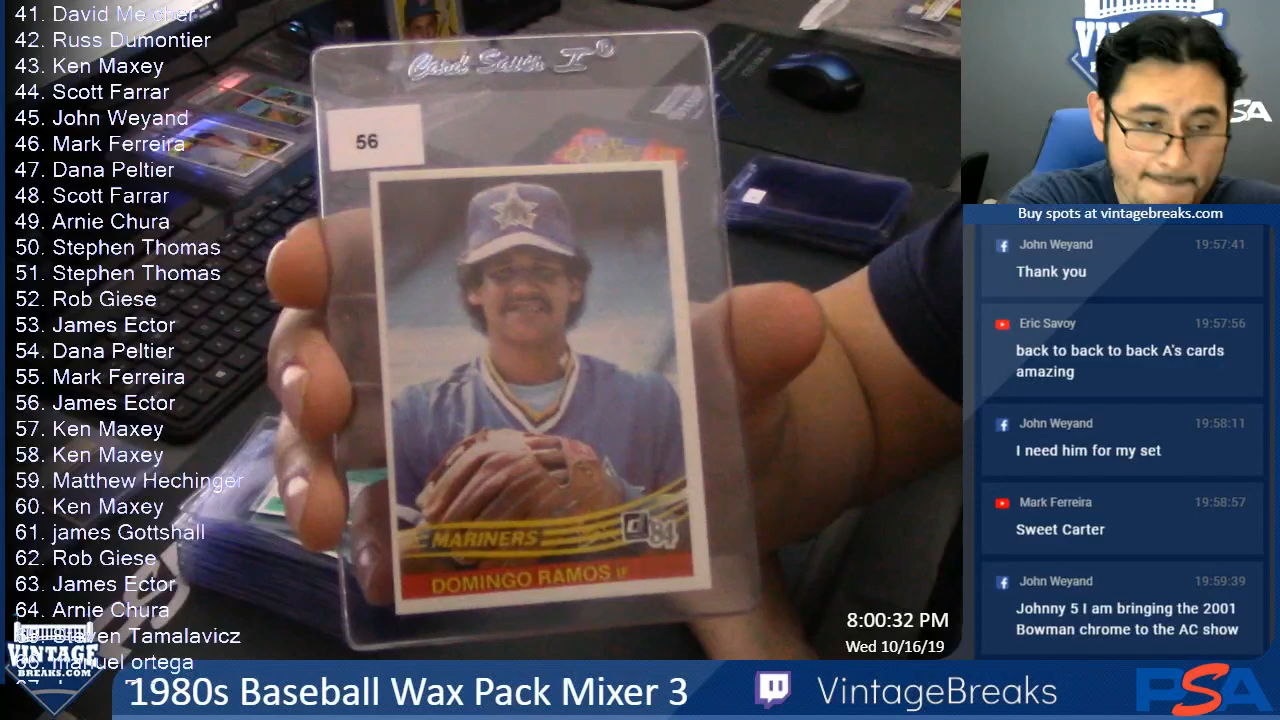 41. David Melcher
42. Russ Dumontier
43. Ken Maxey
44. Scott Farrar
45. John Weyand
46. Mark Ferreira
47. Dana Peltier
48. Scott Farrar
49. Arnie Chura
50. Stephen Thomas
51. Stephen Thomas
52. Rob Giese
53. James Ector
54. Dana Peltier
55. Mark Ferreira
56. James Ector
57. Ken Maxey
58. Ken Maxey
59. Matthew Hechinger
60. Ken Maxey
61. james Gottshall
62. Rob Giese
63. James Ector
64. Arnie Chura
65. Steven Tamalavicz
66. manuel ortega
VINTAGE
BREAKS.COM
Card Saver I®
56
MARINERS
'84
DOMINGO RAMOS IF
8:00:32 PM
Wed 10/16/19
SA
Buy spots at vintagebreaks.com
John Weyand 19:57:41
Thank you
Eric Savoy 19:57:56
back to back to back A's cards
amazing
John Weyand 19:58:11
I need him for my set
Mark Ferreira 19:58:57
Sweet Carter
John Weyand 19:59:39
Johnny 5 I am bringing the 2001
Bowman chrome to the AC show
1980s Baseball Wax Pack Mixer 3
VintageBreaks
PSA